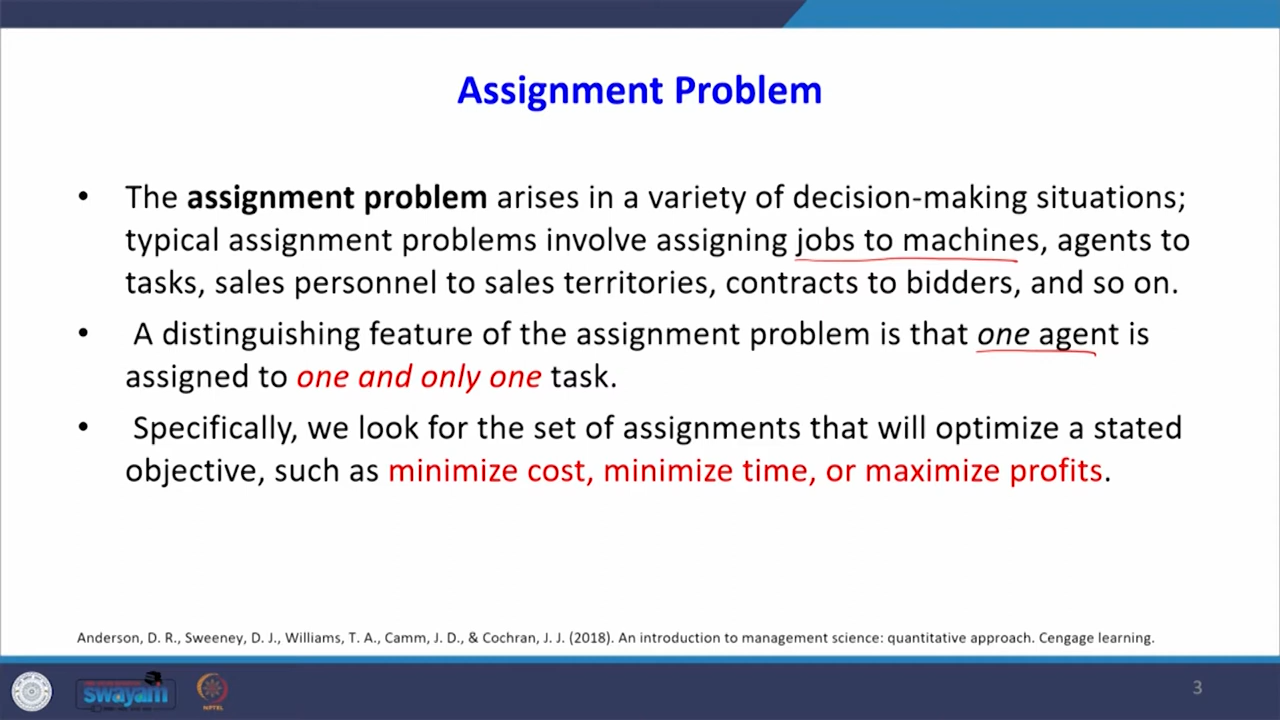 Assignment Problem
• The assignment problem arises in a variety of decision-making situations;
typical assignment problems involve assigning jobs to machines, agents to
tasks, sales personnel to sales territories, contracts to bidders, and so on.
• A distinguishing feature of the assignment problem is that one agent is
assigned to one and only one task.
• Specifically, we look for the set of assignments that will optimize a stated
objective, such as minimize cost, minimize time, or maximize profits.
Anderson, D. R., Sweeney, D. J., Williams, T. A., Camm, J. D., & Cochran, J. J. (2018). An introduction to management science: quantitative approach. Cengage learning.
swayam
NPTEL
3